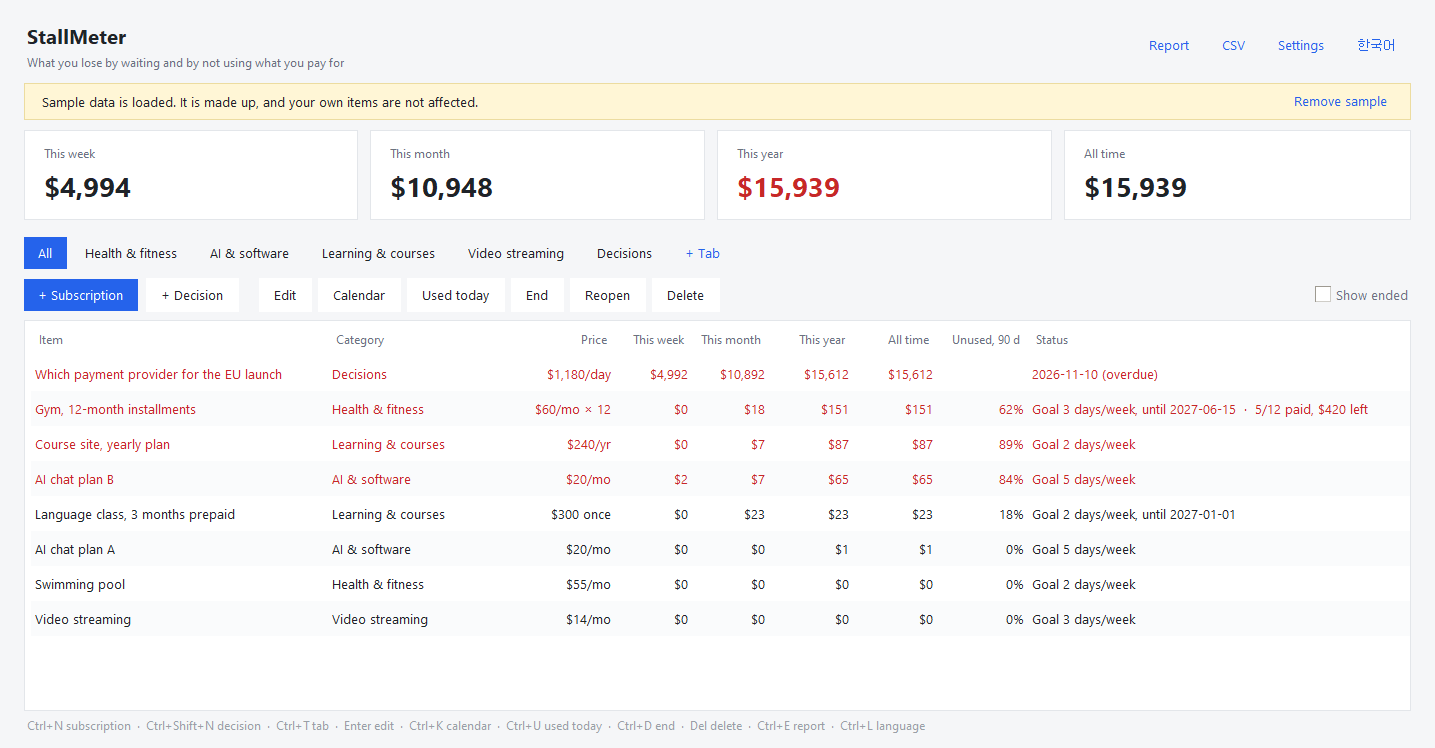 StallMeter
What you lose by waiting and by not using what you pay for
Report CSV Settings 한국어
Sample data is loaded. It is made up, and your own items are not affected. Remove sample
This week This month This year All time
$4,994 $10,948 $15,939 $15,939
All Health & fitness AI & software Learning & courses Video streaming Decisions + Tab
+ Subscription + Decision Edit Calendar Used today End Reopen Delete Show ended
Item Category Price This week This month This year All time Unused, 90 d Status
Which payment provider for the EU launch Decisions $1,180/day $4,992 $10,892 $15,612 $15,612 2026-11-10 (overdue)
Gym, 12-month installments Health & fitness $60/mo × 12 $0 $18 $151 $151 62% Goal 3 days/week, until 2027-06-15 · 5/12 paid, $420 left
Course site, yearly plan Learning & courses $240/yr $0 $7 $87 $87 89% Goal 2 days/week
AI chat plan B AI & software $20/mo $2 $7 $65 $65 84% Goal 5 days/week
Language class, 3 months prepaid Learning & courses $300 once $0 $23 $23 $23 18% Goal 2 days/week, until 2027-01-01
AI chat plan A AI & software $20/mo $0 $0 $1 $1 0% Goal 5 days/week
Swimming pool Health & fitness $55/mo $0 $0 $0 $0 0% Goal 2 days/week
Video streaming Video streaming $14/mo $0 $0 $0 $0 0% Goal 3 days/week
Ctrl+N subscription · Ctrl+Shift+N decision · Ctrl+T tab · Enter edit · Ctrl+K calendar · Ctrl+U used today · Ctrl+D end · Del delete · Ctrl+E report · Ctrl+L language